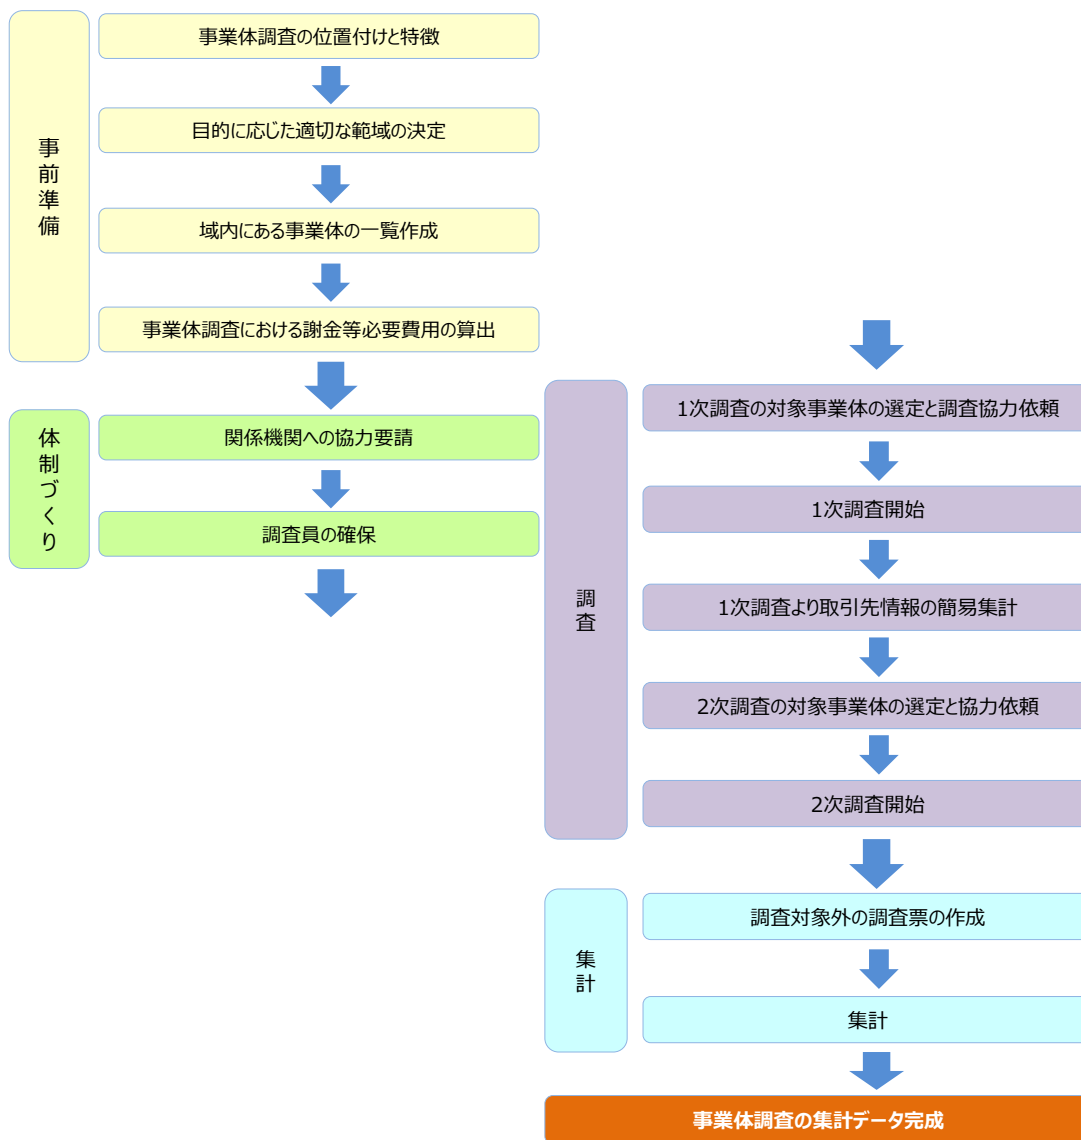 事前準備
事業体調査の位置付けと特徴
目的に応じた適切な範域の決定
域内にある事業体の一覧作成
事業体調査における謝金等必要費用の算出
体制づくり
関係機関への協力要請
調査員の確保
調査
1次調査の対象事業体の選定と調査協力依頼
1次調査開始
1次調査より取引先情報の簡易集計
2次調査の対象事業体の選定と協力依頼
2次調査開始
集計
調査対象外の調査票の作成
集計
事業体調査の集計データ完成